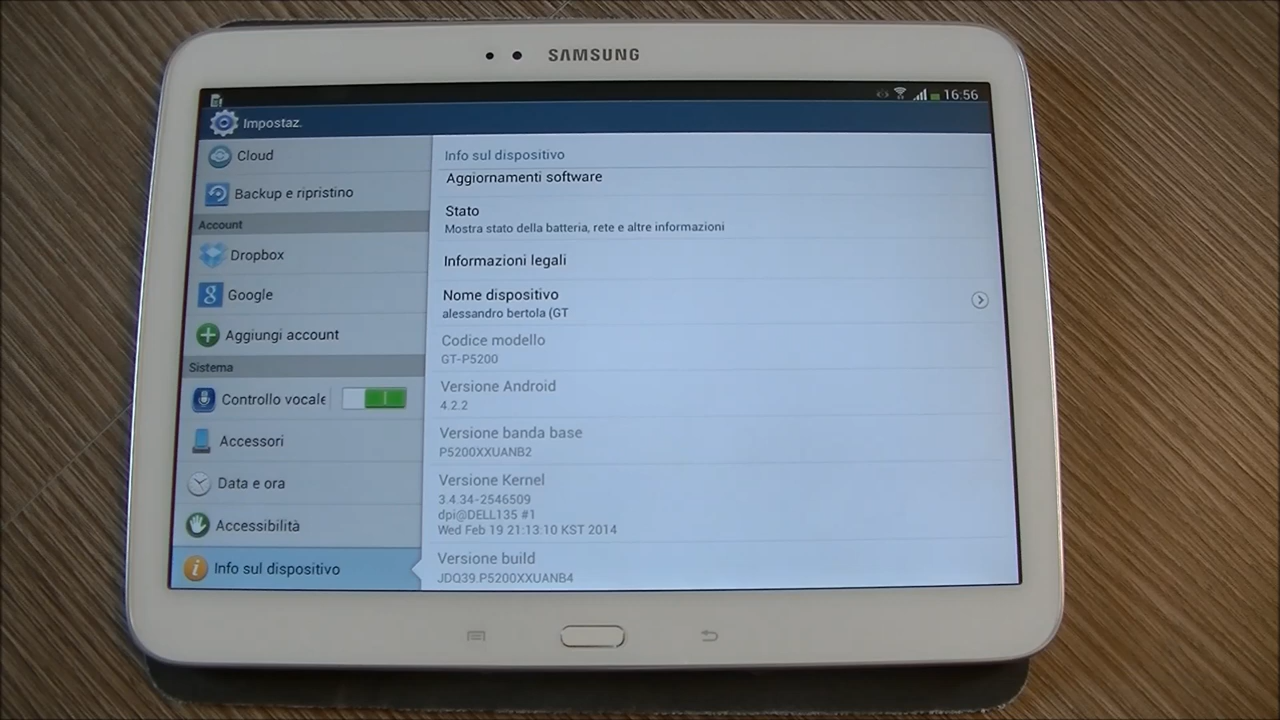 SAMSUNG
16:56
Impostaz.
Cloud
Backup e ripristino
Account
Dropbox
Google
Aggiungi account
Sistema
Controllo vocale
Accessori
Data e ora
Accessibilità
Info sul dispositivo
Info sul dispositivo
Aggiornamenti software
Stato
Mostra stato della batteria, rete e altre informazioni
Informazioni legali
Nome dispositivo
alessandro bertola (GT
Codice modello
GT-P5200
Versione Android
4.2.2
Versione banda base
P5200XXUANB2
Versione Kernel
3.4.34-2546509
dpi@DELL135 #1
Wed Feb 19 21:13:10 KST 2014
Versione build
JDQ39.P5200XXUANB4